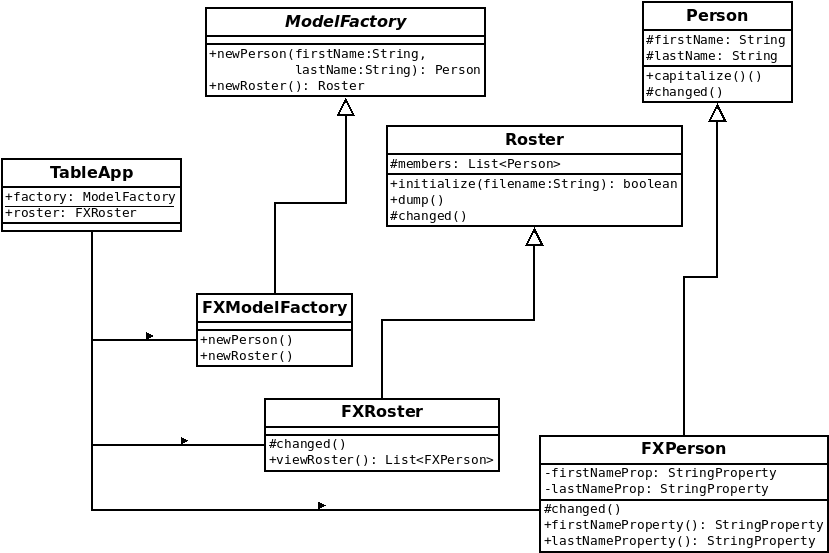 ModelFactory
+newPerson(firstName:String,
lastName:String): Person
+newRoster(): Roster
Person
#firstName: String
#lastName: String
+capitalize()()
#changed()
Roster
#members: List<Person>
+initialize(filename:String): boolean
+dump()
#changed()
TableApp
+factory: ModelFactory
+roster: FXRoster
FXModelFactory
+newPerson()
+newRoster()
FXRoster
#changed()
+viewRoster(): List<FXPerson>
FXPerson
-firstNameProp: StringProperty
-lastNameProp: StringProperty
#changed()
+firstNameProperty(): StringProperty
+lastNameProperty(): StringProperty